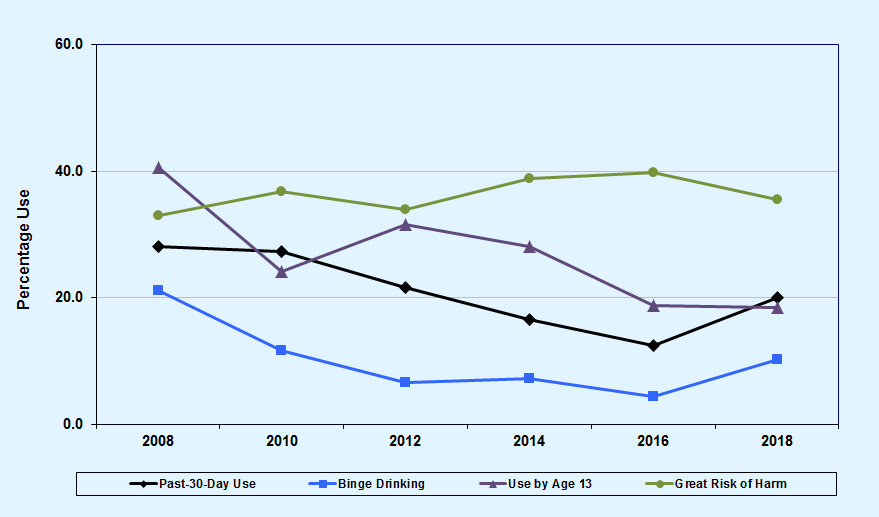 60.0
40.0
20.0
0.0
Percentage Use
2008 2010 2012 2014 2016 2018
Past-30-Day Use Binge Drinking Use by Age 13 Great Risk of Harm